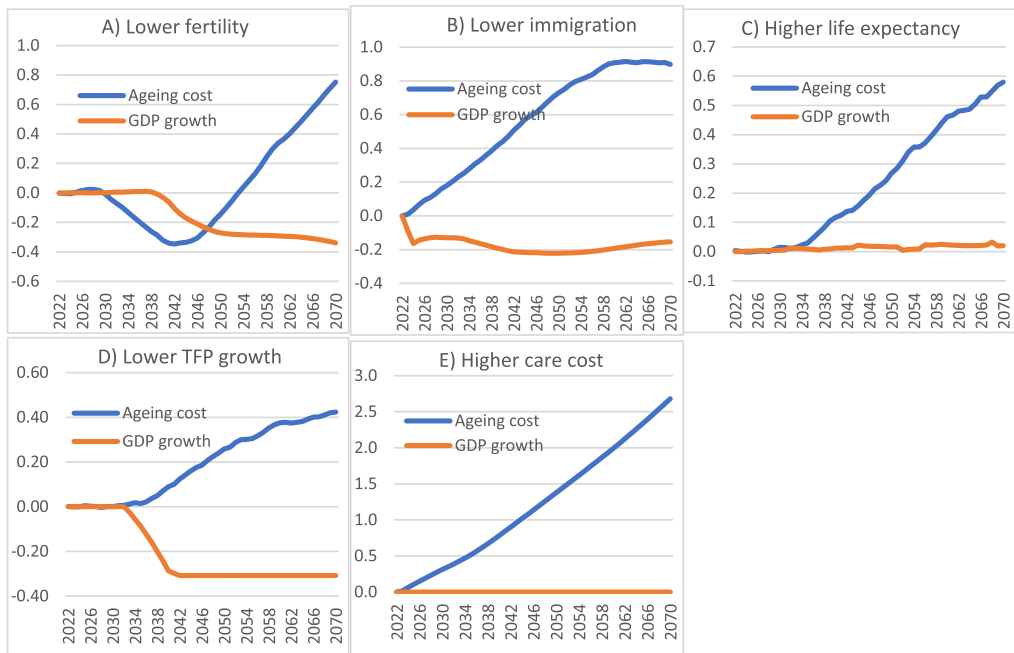 A) Lower fertility
1.0
0.8
0.6
0.4
0.2
0.0
-0.2
-0.4
-0.6
Ageing cost
GDP growth
2022 2026 2030 2034 2038 2042 2046 2050 2054 2058 2062 2066 2070
B) Lower immigration
1.0
0.8
0.6
0.4
0.2
0.0
-0.2
-0.4
Ageing cost
GDP growth
2022 2026 2030 2034 2038 2042 2046 2050 2054 2058 2062 2066 2070
C) Higher life expectancy
0.7
0.6
0.5
0.4
0.3
0.2
0.1
0.0
-0.1
Ageing cost
GDP growth
2022 2026 2030 2034 2038 2042 2046 2050 2054 2058 2062 2066 2070
D) Lower TFP growth
0.60
0.40
0.20
0.00
-0.20
-0.40
Ageing cost
GDP growth
2022 2026 2030 2034 2038 2042 2046 2050 2054 2058 2062 2066 2070
E) Higher care cost
3.0
2.5
2.0
1.5
1.0
0.5
0.0
Ageing cost
GDP growth
2022 2026 2030 2034 2038 2042 2046 2050 2054 2058 2062 2066 2070